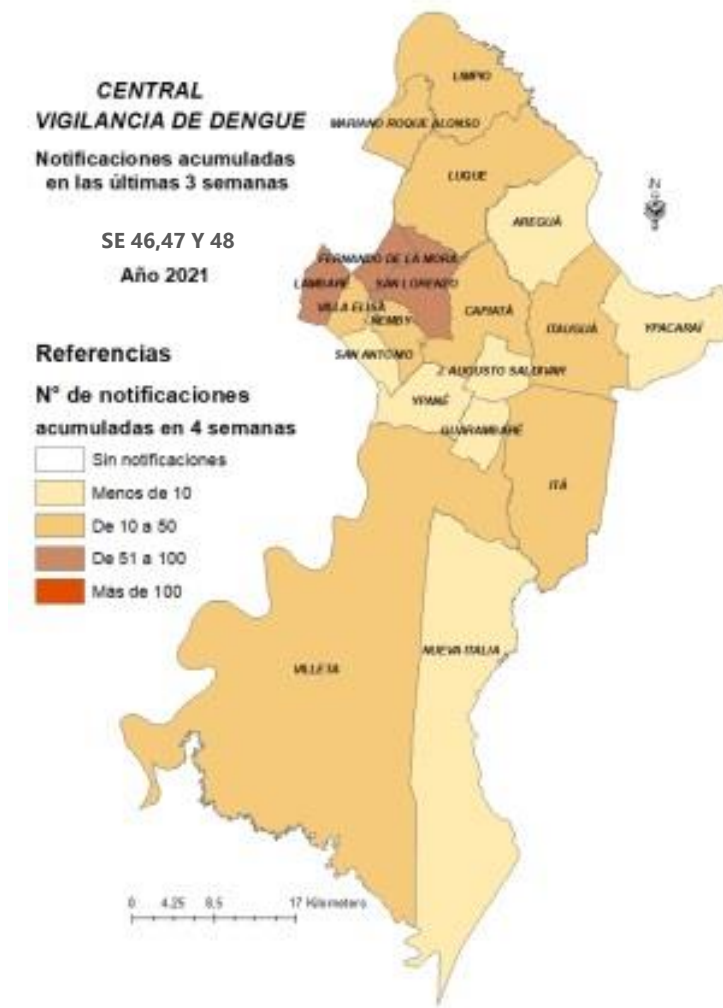 CENTRAL
VIGILANCIA DE DENGUE
Notificaciones acumuladas
en las últimas 3 semanas
SE 46,47 Y 48
Año 2021
Referencias
N° de notificaciones
acumuladas en 4 semanas
Sin notificaciones
Menos de 10
De 10 a 50
De 51 a 100
Mas de 100
LIMPIO
MARIANO ROQUE ALONSO
LUQUE
N
AREGUÁ
FERNANDO DE LA MORA
LAMBARÉ
SAN LORENZO
VILLA ELISA
CAPIATÁ
ÑEMBY
ITAUGUÁ
YPACARAÍ
SAN ANTONIO
J. AUGUSTO SALDIVAR
YPANÉ
GUARAMBARÉ
ITÁ
NUEVA ITALIA
VILLETA
0 4.25 8.5 17 Kilometers